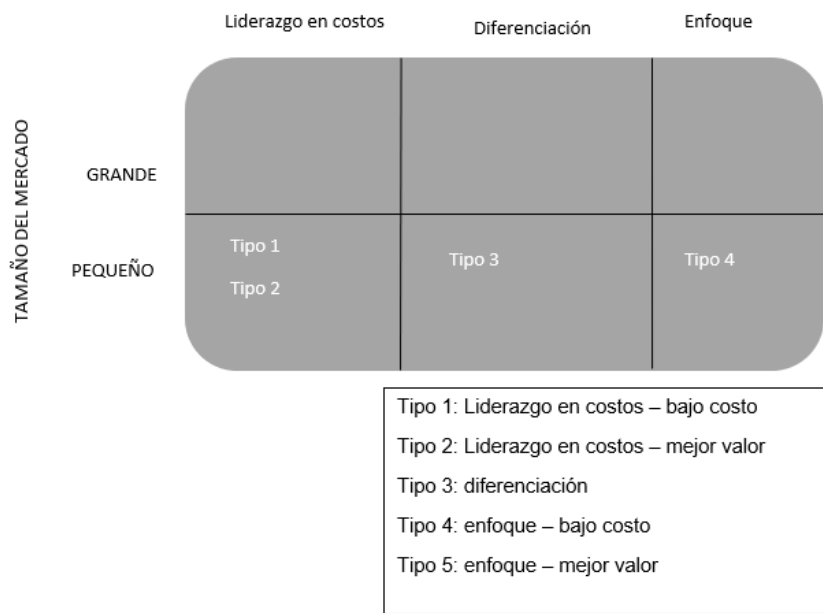 Liderazgo en costos
Diferenciación
Enfoque
TAMAÑO DEL MERCADO
GRANDE
PEQUEÑO
Tipo 1
Tipo 2
Tipo 3
Tipo 4
Tipo 1: Liderazgo en costos – bajo costo
Tipo 2: Liderazgo en costos – mejor valor
Tipo 3: diferenciación
Tipo 4: enfoque – bajo costo
Tipo 5: enfoque – mejor valor